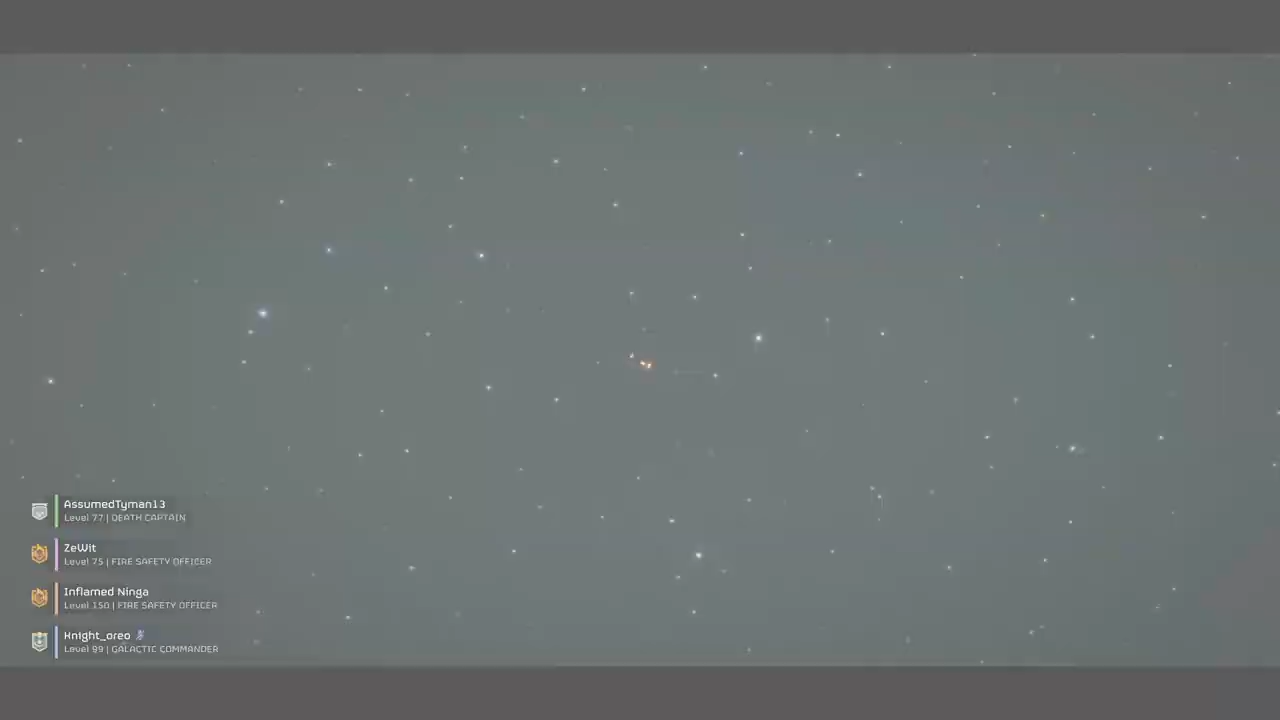 AssumedTyman13
Level 77 | DEATH CAPTAIN
ZeWit
Level 75 | FIRE SAFETY OFFICER
Inflamed Ninga
Level 150 | FIRE SAFETY OFFICER
Knight_oreo
Level 99 | GALACTIC COMMANDER